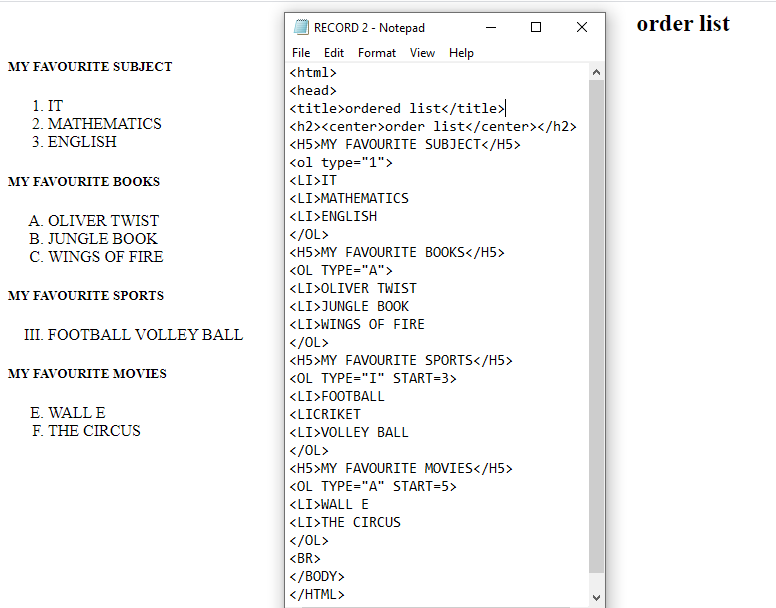 order list
MY FAVOURITE SUBJECT
1. IT
2. MATHEMATICS
3. ENGLISH
MY FAVOURITE BOOKS
A. OLIVER TWIST
B. JUNGLE BOOK
C. WINGS OF FIRE
MY FAVOURITE SPORTS
III. FOOTBALL VOLLEY BALL
MY FAVOURITE MOVIES
E. WALL E
F. THE CIRCUS
RECORD 2 - Notepad
File Edit Format View Help
<html>
<head>
<title>ordered list</title>
<h2><center>order list</center></h2>
<H5>MY FAVOURITE SUBJECT</H5>
<ol type="1">
<LI>IT
<LI>MATHEMATICS
<LI>ENGLISH
</OL>
<H5>MY FAVOURITE BOOKS</H5>
<OL TYPE="A">
<LI>OLIVER TWIST
<LI>JUNGLE BOOK
<LI>WINGS OF FIRE
</OL>
<H5>MY FAVOURITE SPORTS</H5>
<OL TYPE="I" START=3>
<LI>FOOTBALL
<LICRIKET
<LI>VOLLEY BALL
</OL>
<H5>MY FAVOURITE MOVIES</H5>
<OL TYPE="A" START=5>
<LI>WALL E
<LI>THE CIRCUS
</OL>
<BR>
</BODY>
</HTML>